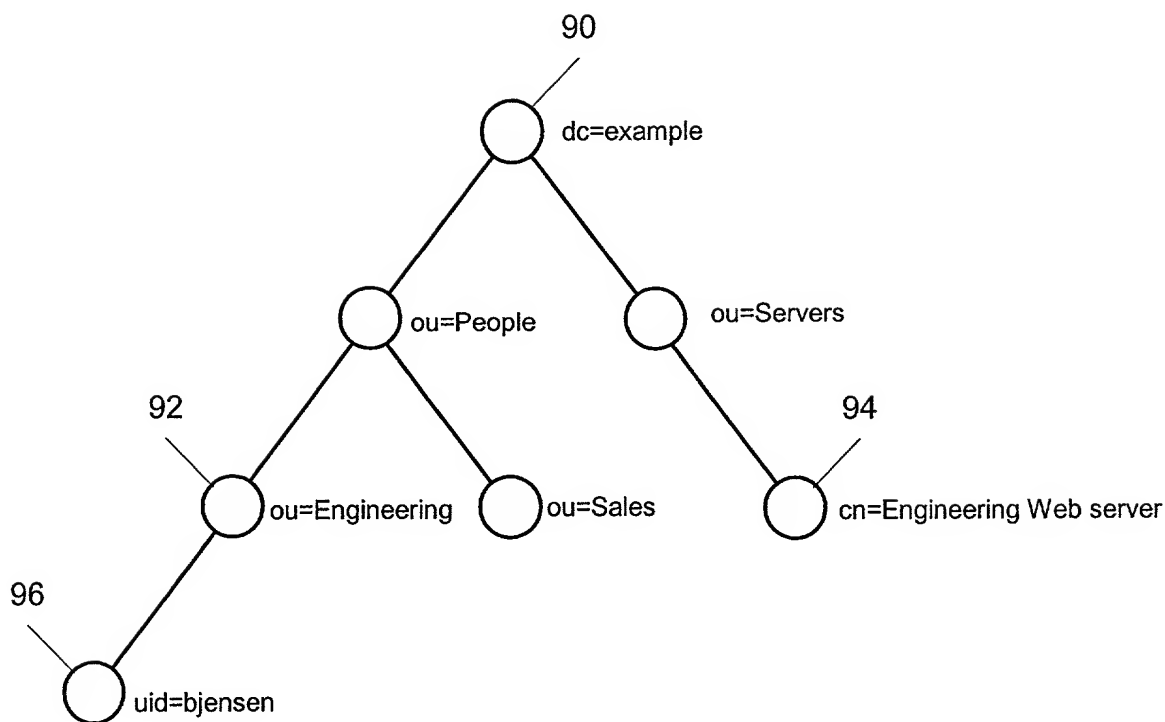 90
dc=example
ou=People
ou=Servers
92
94
ou=Engineering
ou=Sales
cn=Engineering Web server
96
uid=bjensen